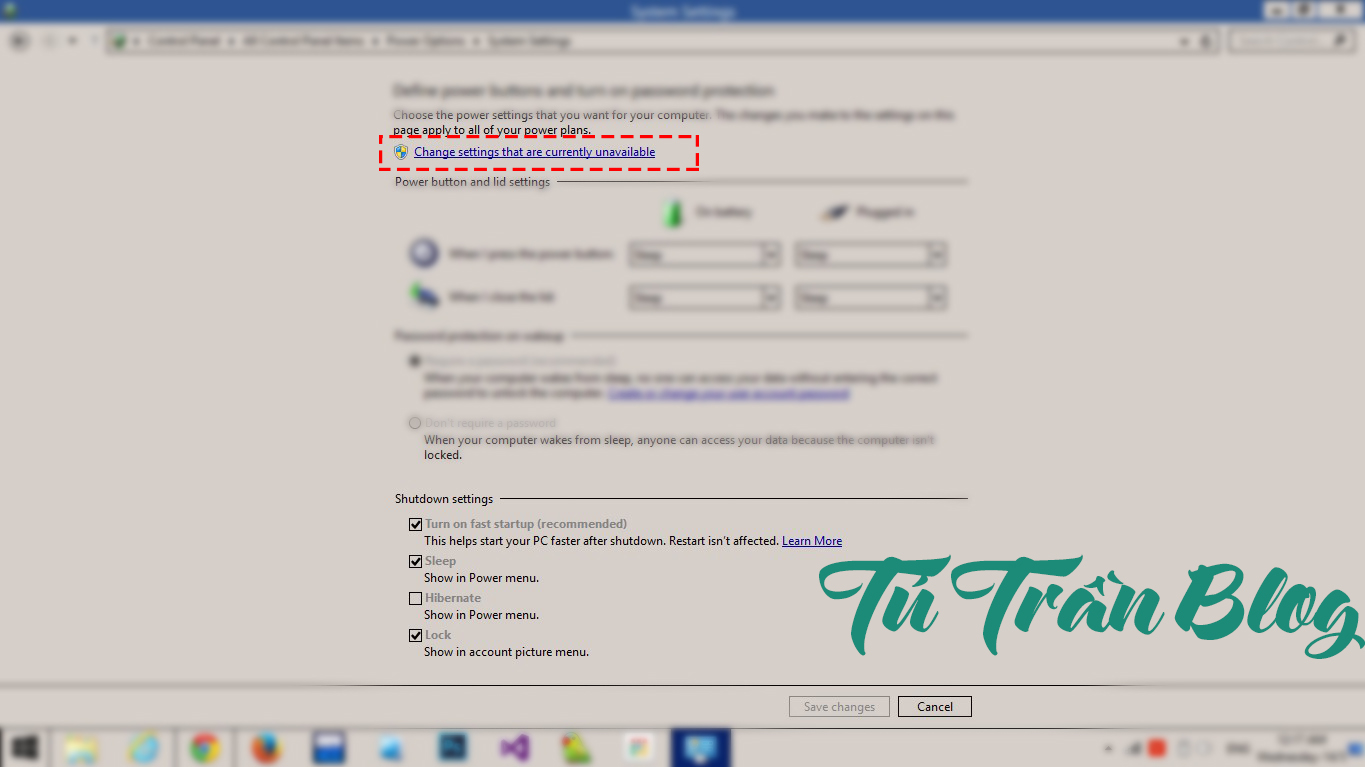 System Settings
Control Panel
All Control Panel Items
Power Options
System Settings
Define power buttons and turn on password protection
Choose the power settings that you want for your computer. The changes you make to the settings on this
page apply to all of your power plans.
Change settings that are currently unavailable
Power button and lid settings
On battery
Plugged in
When I press the power button:
Sleep
Sleep
When I close the lid:
Sleep
Sleep
Password protection on wakeup
Require a password (recommended)
When your computer wakes from sleep, no one can access your data without entering the correct
password to unlock the computer. Create or change your user account password
Don't require a password
When your computer wakes from sleep, anyone can access your data because the computer isn't
locked.
Shutdown settings
Turn on fast startup (recommended)
This helps start your PC faster after shutdown. Restart isn't affected. Learn More
Sleep
Show in Power menu.
Hibernate
Show in Power menu.
Lock
Show in account picture menu.
Tú Trần Blog
Save changes
Cancel
ENG